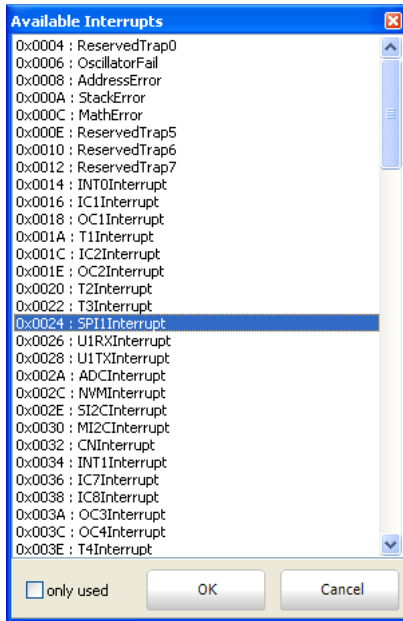 Available Interrupts
0x0004 : ReservedTrap0
0x0006 : OscillatorFail
0x0008 : AddressError
0x000A : StackError
0x000C : MathError
0x000E : ReservedTrap5
0x0010 : ReservedTrap6
0x0012 : ReservedTrap7
0x0014 : INT0Interrupt
0x0016 : IC1Interrupt
0x0018 : OC1Interrupt
0x001A : T1Interrupt
0x001C : IC2Interrupt
0x001E : OC2Interrupt
0x0020 : T2Interrupt
0x0022 : T3Interrupt
0x0024 : SPI1Interrupt
0x0026 : U1RXInterrupt
0x0028 : U1TXInterrupt
0x002A : ADCInterrupt
0x002C : NVMInterrupt
0x002E : SI2CInterrupt
0x0030 : MI2CInterrupt
0x0032 : CNInterrupt
0x0034 : INT1Interrupt
0x0036 : IC7Interrupt
0x0038 : IC8Interrupt
0x003A : OC3Interrupt
0x003C : OC4Interrupt
0x003E : T4Interrupt
only used
OK
Cancel